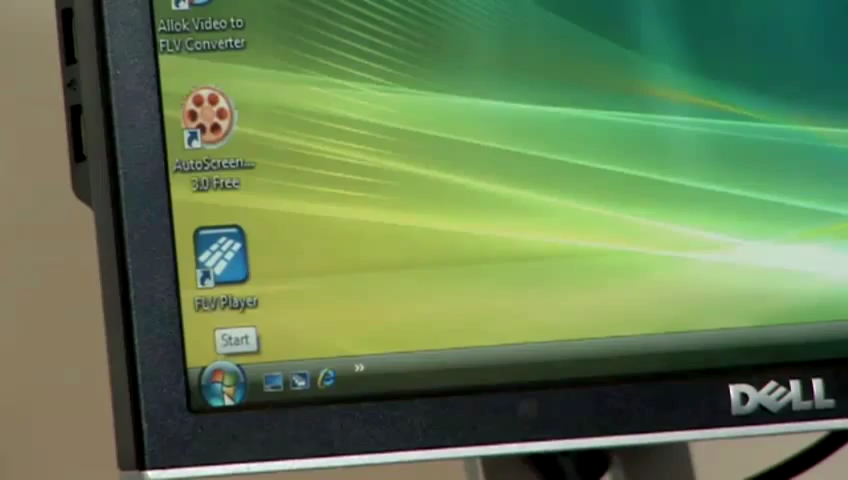 Allok Video to
FLV Converter
AutoScreen...
3.0 Free
FLV Player
Start
»
DELL